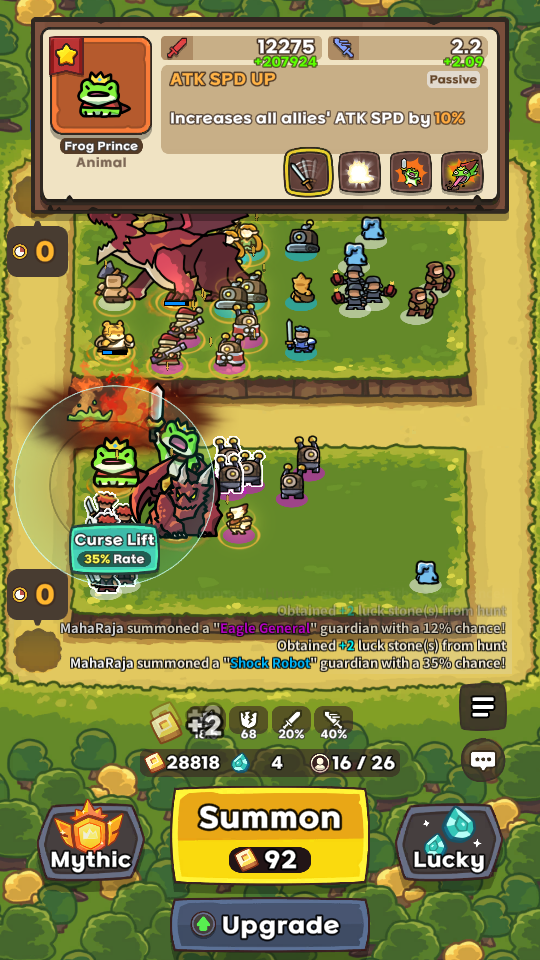 12275
+207924
2.2
+2.09
ATK SPD UP
Passive
Increases all allies' ATK SPD by 10%
Frog Prince
Animal
0
Curse Lift
35% Rate
0
Obtained +2 luck stone(s) from hunt
MahaRaja summoned a "Eagle General" guardian with a 12% chance!
Obtained +2 luck stone(s) from hunt
MahaRaja summoned a "Shock Robot" guardian with a 35% chance!
+2
68
20%
40%
28818
4
16 / 26
Mythic
Summon
92
Lucky
Upgrade